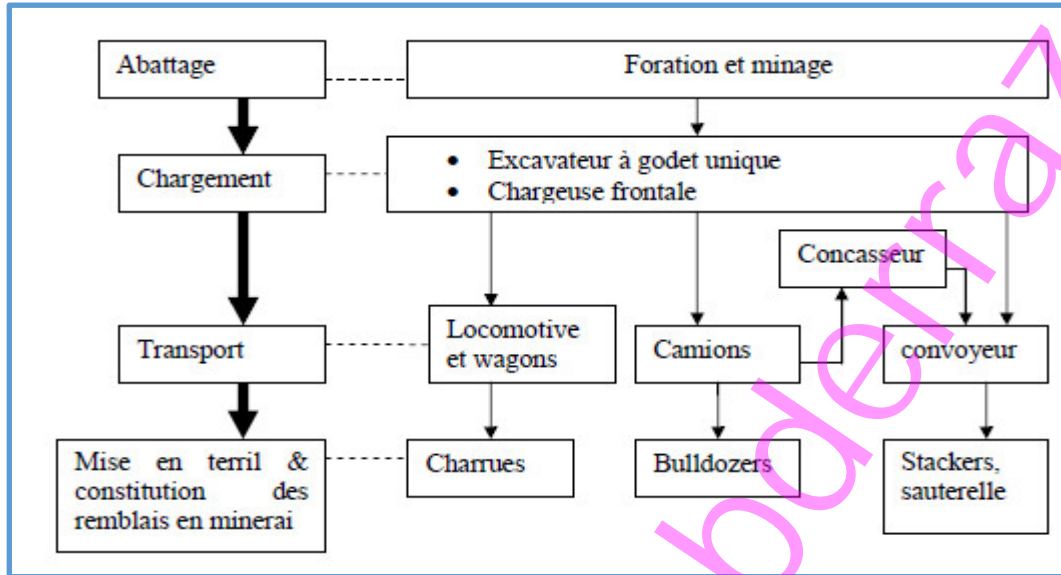 Abattage
Foration et minage
Chargement
• Excavateur à godet unique
• Chargeuse frontale
Concasseur
Transport
Locomotive
et wagons
Camions
convoyeur
Mise en terril &
constitution des
remblais en minerai
Charrues
Bulldozers
Stackers,
sauterelle